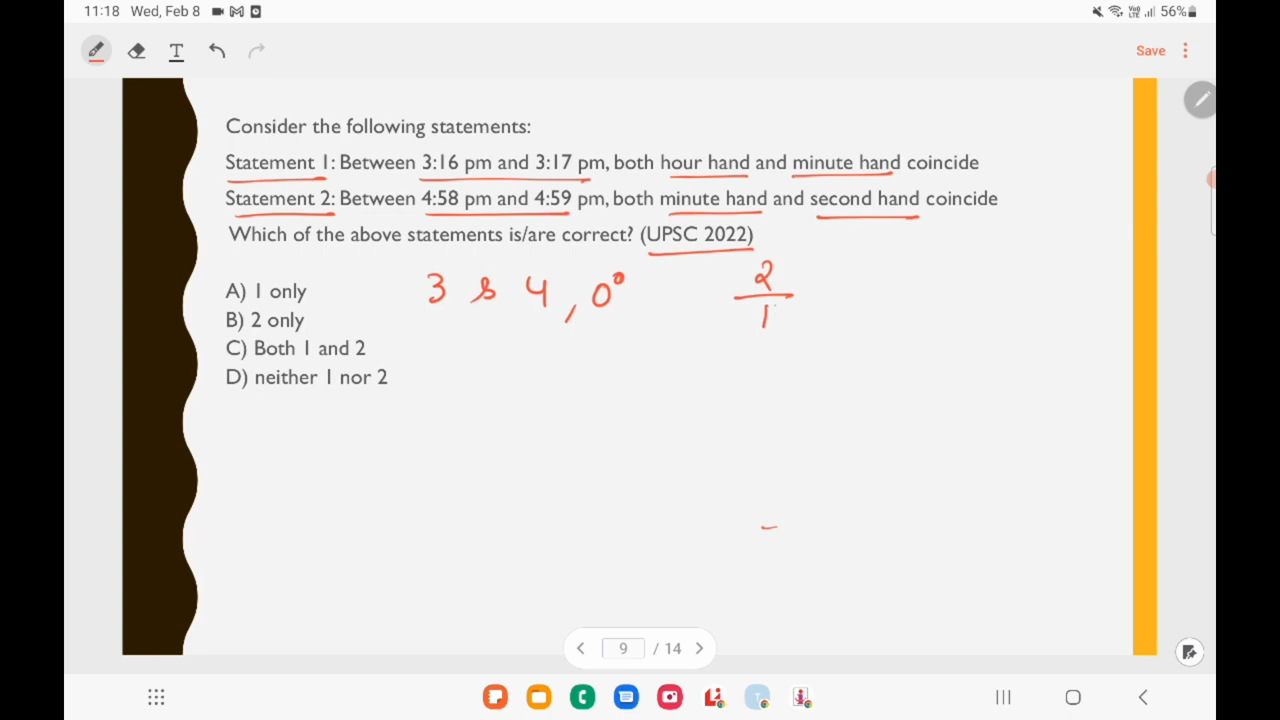 11:18 Wed, Feb 8 56%
T Save
Consider the following statements:
Statement 1: Between 3:16 pm and 3:17 pm, both hour hand and minute hand coincide
Statement 2: Between 4:58 pm and 4:59 pm, both minute hand and second hand coincide
Which of the above statements is/are correct? (UPSC 2022)
3 & 4, 0°
2
1
A) 1 only
B) 2 only
C) Both 1 and 2
D) neither 1 nor 2
9 / 14